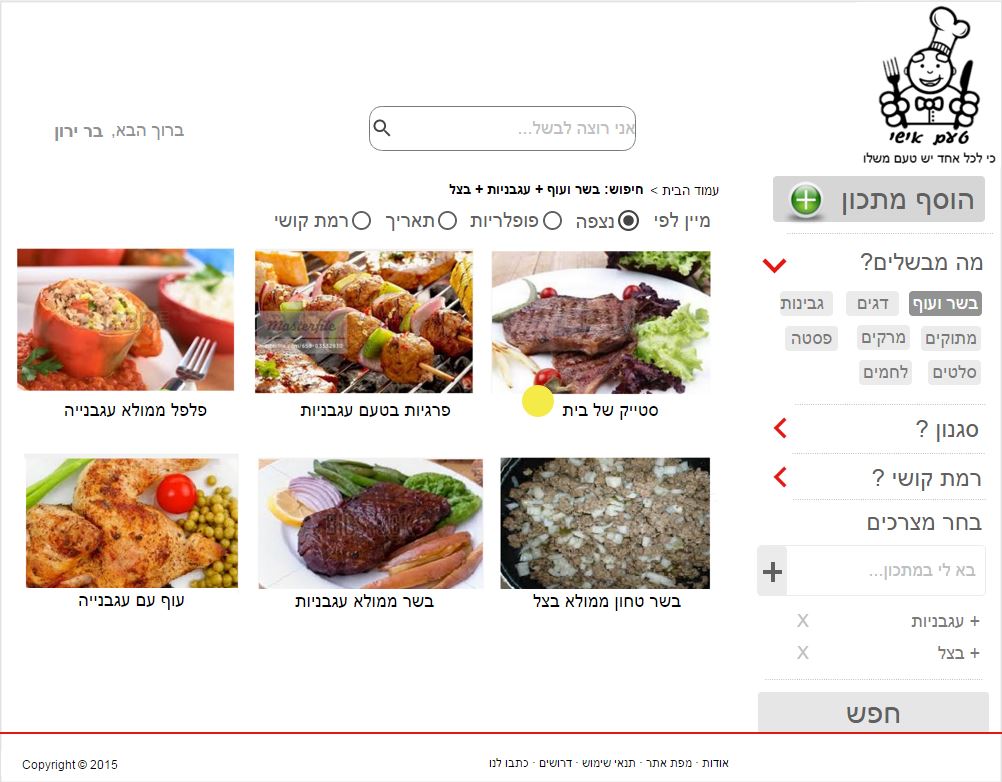 טעם אישי
כי לכל אחד יש טעם משלו
אני רוצה לבשל...
ברוך הבא, בר ירון
הוסף מתכון
עמוד הבית > חיפוש: בשר ועוף + עגבניות + בצל
מיין לפי נצפה פופלריות תאריך רמת קושי
מה מבשלים?
בשר ועוף דגים גבינות
מתוקים מרקים פסטה
סלטים לחמים
סגנון ?
רמת קושי ?
בחר מצרכים
בא לי במתכון...
+ עגבניות X
+ בצל X
חפש
Masterfile
סטייק של בית פרגיות בטעם עגבניות פלפל ממולא עגבנייה
בשר טחון ממולא בצל בשר ממולא עגבניות עוף עם עגבנייה
אודות · מפת אתר · תנאי שימוש · דרושים · כתבו לנו
Copyright © 2015